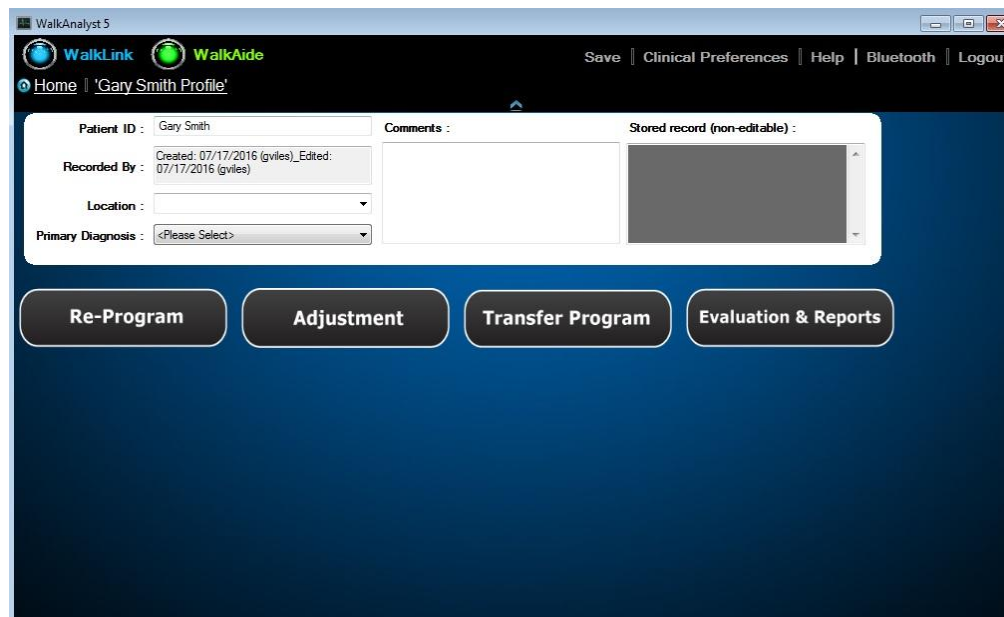 WalkAnalyst 5
WalkLink WalkAide Save Clinical Preferences Help Bluetooth Logou
Home 'Gary Smith Profile'
Patient ID : Gary Smith Comments : Stored record (non-editable) :
Recorded By : Created: 07/17/2016 (gviles)_Edited:
07/17/2016 (gviles)
Location :
Primary Diagnosis : <Please Select>
Re-Program Adjustment Transfer Program Evaluation & Reports